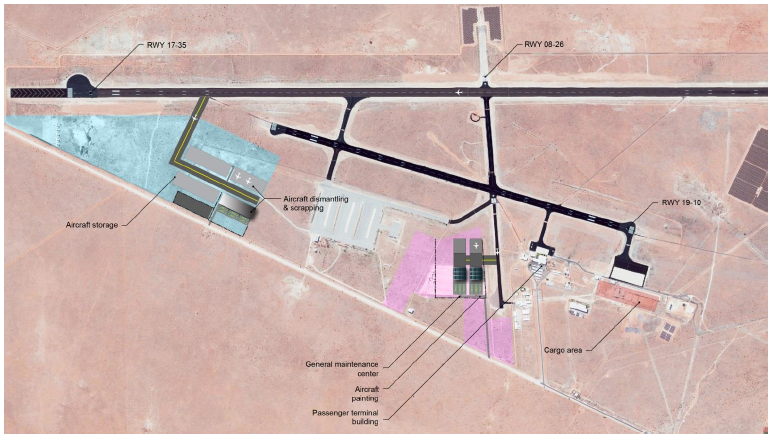 RWY 17-35
RWY 08-26
Aircraft dismantling
& scrapping
Aircraft storage
RWY 19-10
General maintenance
center
Aircraft
painting
Passenger terminal
building
Cargo area